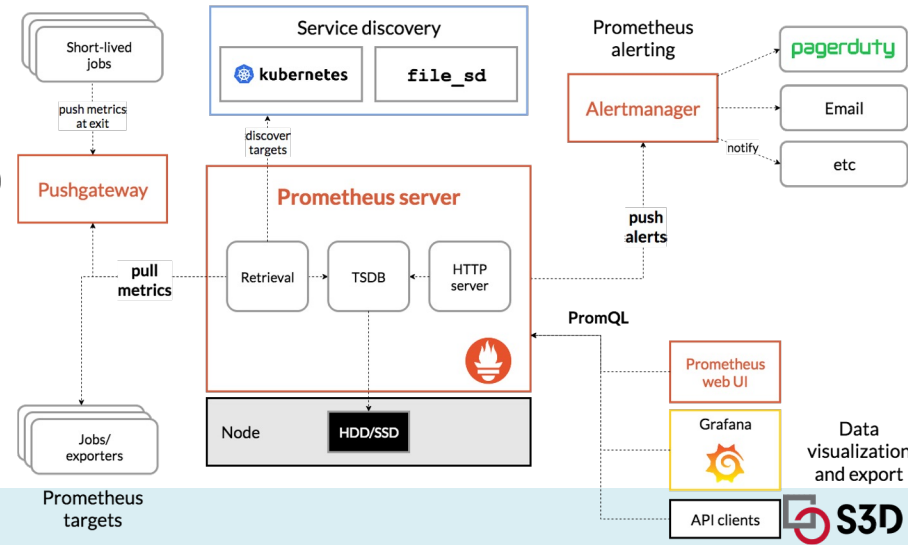 Short-lived
jobs
push metrics
at exit
Pushgateway
Service discovery
kubernetes
file_sd
discover
targets
Prometheus
alerting
Alertmanager
pagerduty
Email
notify
etc
Prometheus server
push
alerts
pull
metrics
Retrieval
TSDB
HTTP
server
PromQL
Node
HDD/SSD
Prometheus
web UI
Grafana
API clients
Data
visualization
and export
Jobs/
exporters
Prometheus
targets
S3D